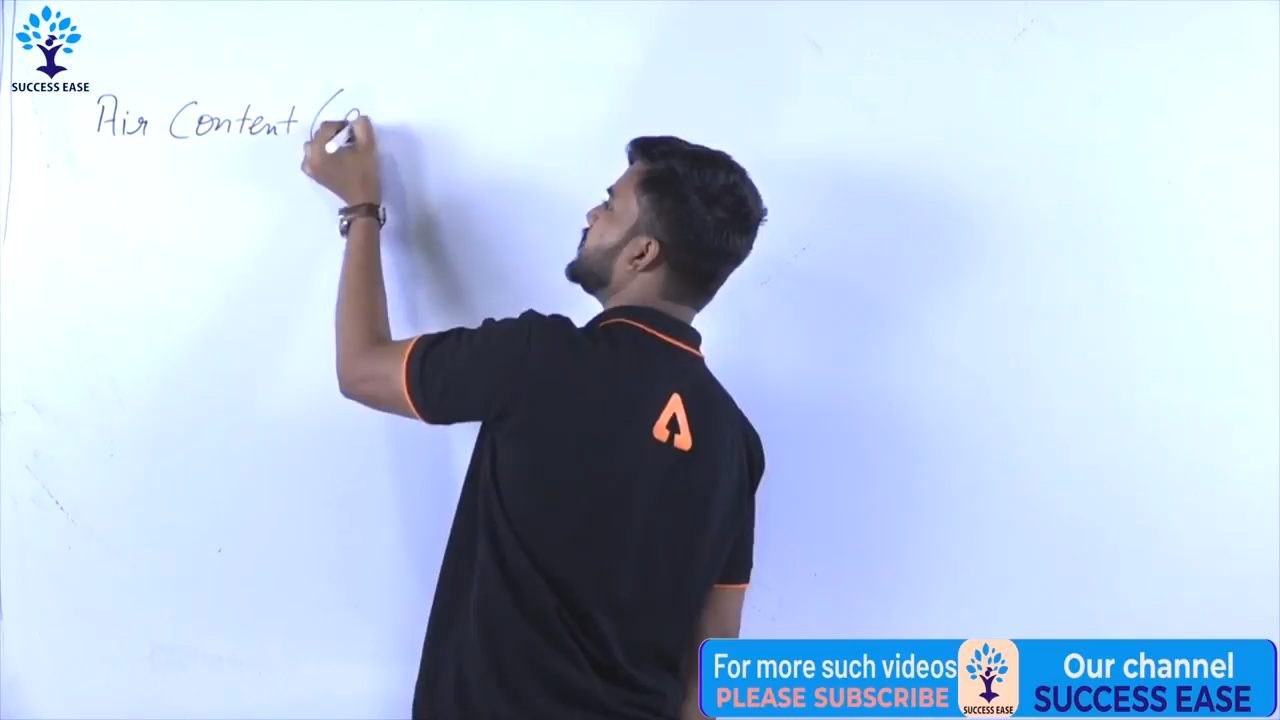 SUCCESS EASE
Air Content (a
For more such videos
PLEASE SUBSCRIBE
SUCCESS EASE
Our channel
SUCCESS EASE